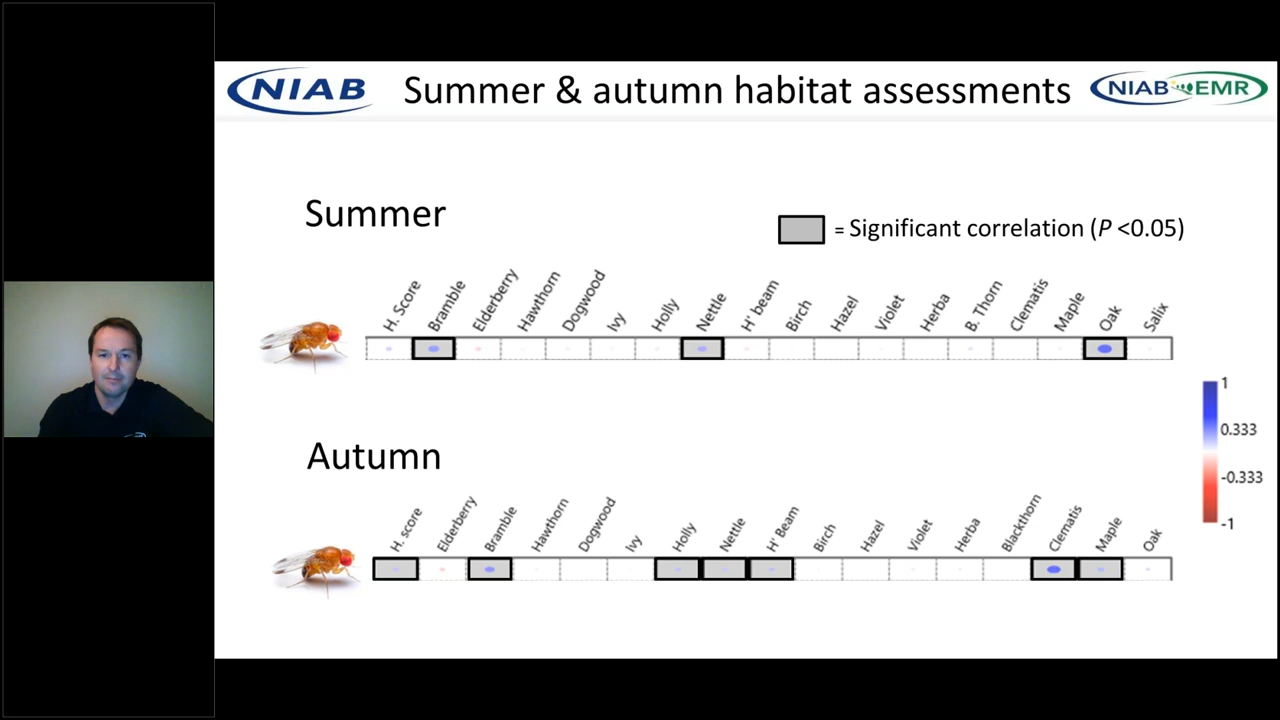 NIAB
Summer & autumn habitat assessments
NIAB EMR
Summer
= Significant correlation (P <0.05)
H. Score
Bramble
Elderberry
Hawthorn
Dogwood
Ivy
Holly
Nettle
H' beam
Birch
Hazel
Violet
Herba
B. Thorn
Clematis
Maple
Oak
Salix
1
0.333
-0.333
-1
Autumn
H. score
Elderberry
Bramble
Hawthorn
Dogwood
Ivy
Holly
Nettle
H' Beam
Birch
Hazel
Violet
Herba
Blackthorn
Clematis
Maple
Oak